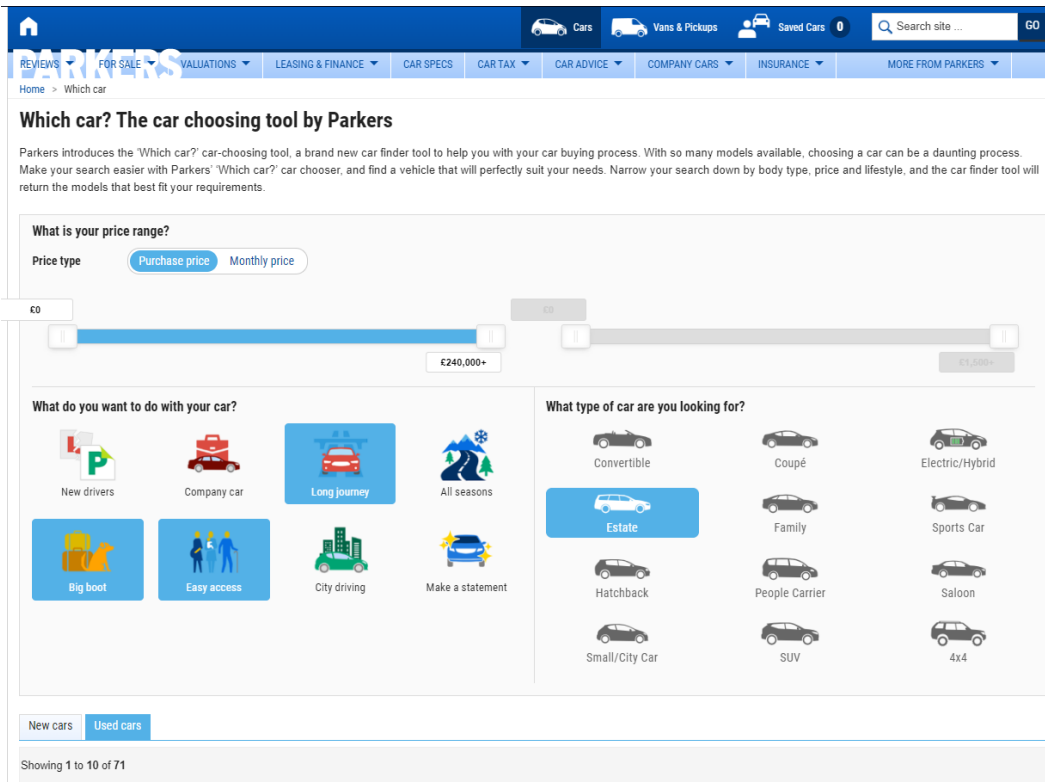 Cars
Vans & Pickups
Saved Cars 0
Search site ...
GO
PARKERS
REVIEWS
FOR SALE
VALUATIONS
LEASING & FINANCE
CAR SPECS
CAR TAX
CAR ADVICE
COMPANY CARS
INSURANCE
MORE FROM PARKERS
Home > Which car
Which car? The car choosing tool by Parkers
Parkers introduces the 'Which car?' car-choosing tool, a brand new car finder tool to help you with your car buying process. With so many models available, choosing a car can be a daunting process.
Make your search easier with Parkers' 'Which car?' car chooser, and find a vehicle that will perfectly suit your needs. Narrow your search down by body type, price and lifestyle, and the car finder tool will
return the models that best fit your requirements.
What is your price range?
Price type
Purchase price
Monthly price
£0
£0
£240,000+
£1,500+
What do you want to do with your car?
New drivers
Company car
Long journey
All seasons
Big boot
Easy access
City driving
Make a statement
What type of car are you looking for?
Convertible
Coupé
Electric/Hybrid
Estate
Family
Sports Car
Hatchback
People Carrier
Saloon
Small/City Car
SUV
4x4
New cars
Used cars
Showing 1 to 10 of 71